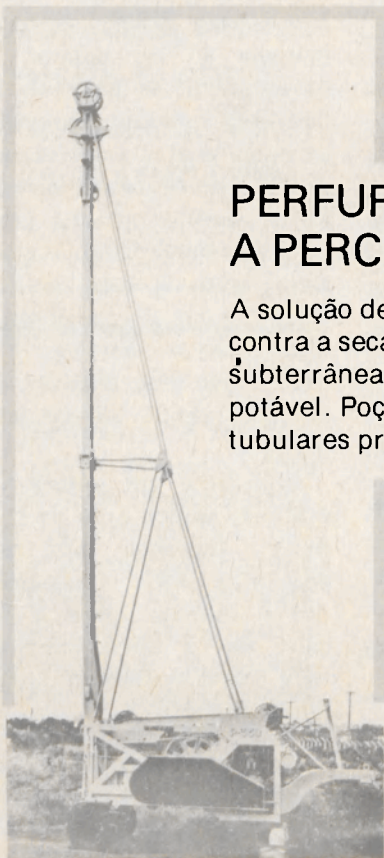 PERFUR
A PERC
A solução de
contra a seca
subterrânea
potável. Poç
tubulares pr